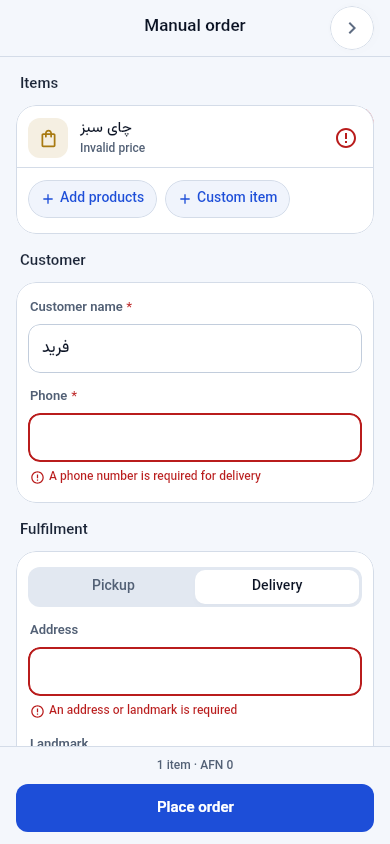 Manual order
Items
چای سبز
Invalid price
Add products
Custom item
Customer
Customer name *
فرید
Phone *
A phone number is required for delivery
Fulfilment
Pickup
Delivery
Address
An address or landmark is required
Landmark
1 item · AFN 0
Place order